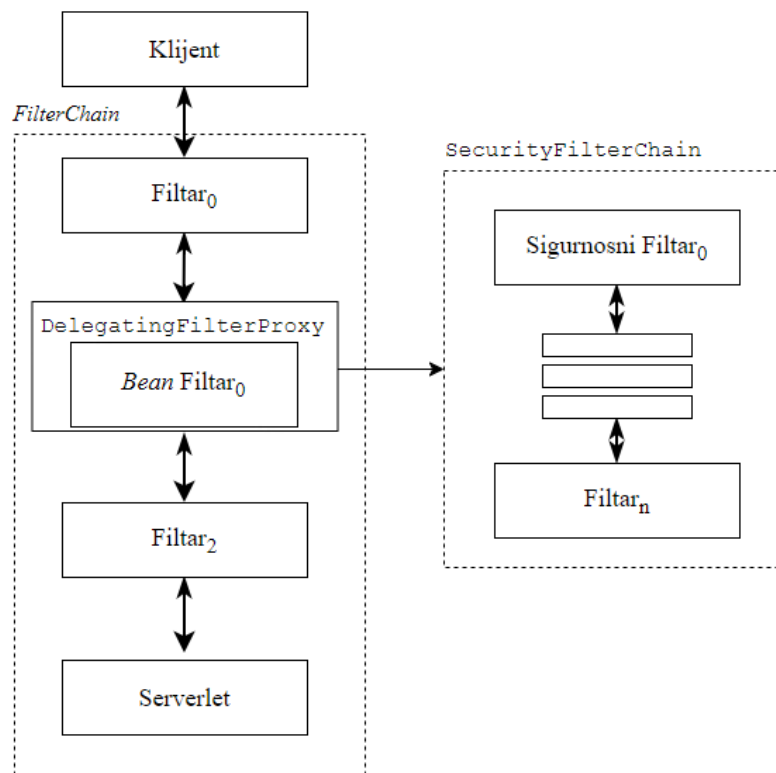 Klijent
FilterChain
Filtar0
DelegatingFilterProxy
Bean Filtar0
Filtar2
Serverlet
SecurityFilterChain
Sigurnosni Filtar0
Filtarn